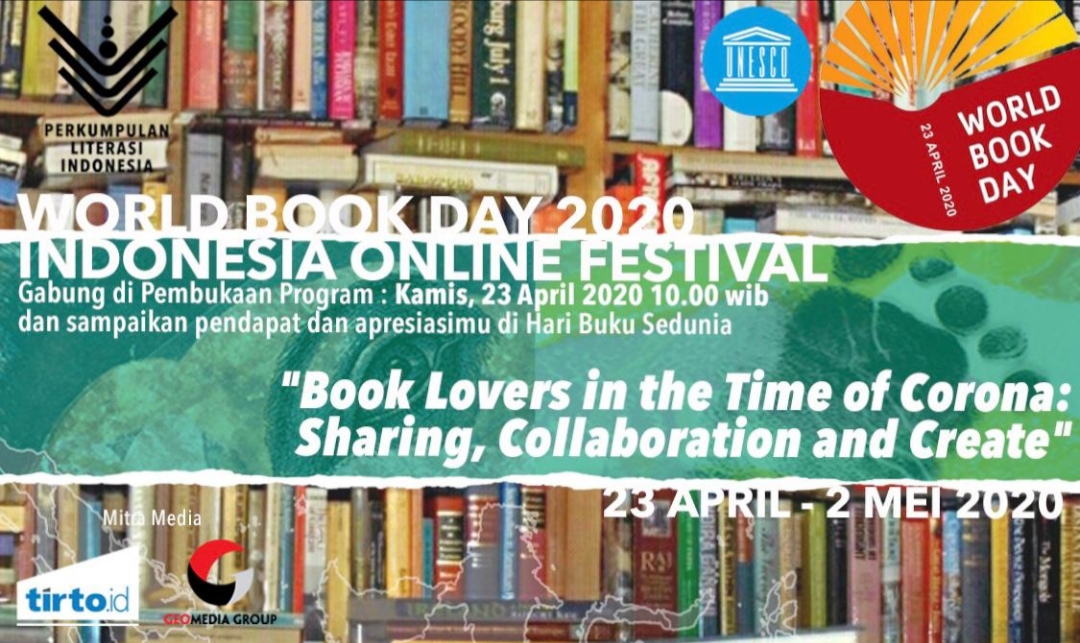 PERKUMPULAN
LITERASI
INDONESIA
UNESCO
WORLD
BOOK
DAY
23 APRIL 2020
WORLD BOOK DAY 2020
INDONESIA ONLINE FESTIVAL
Gabung di Pembukaan Program : Kamis, 23 April 2020 10.00 wib
dan sampaikan pendapat dan apresiasimu di Hari Buku Sedunia
"Book Lovers in the Time of Corona:
Sharing, Collaboration and Create"
23 APRIL - 2 MEI 2020
Mitra Media
tirto.id
GEOMEDIA GROUP